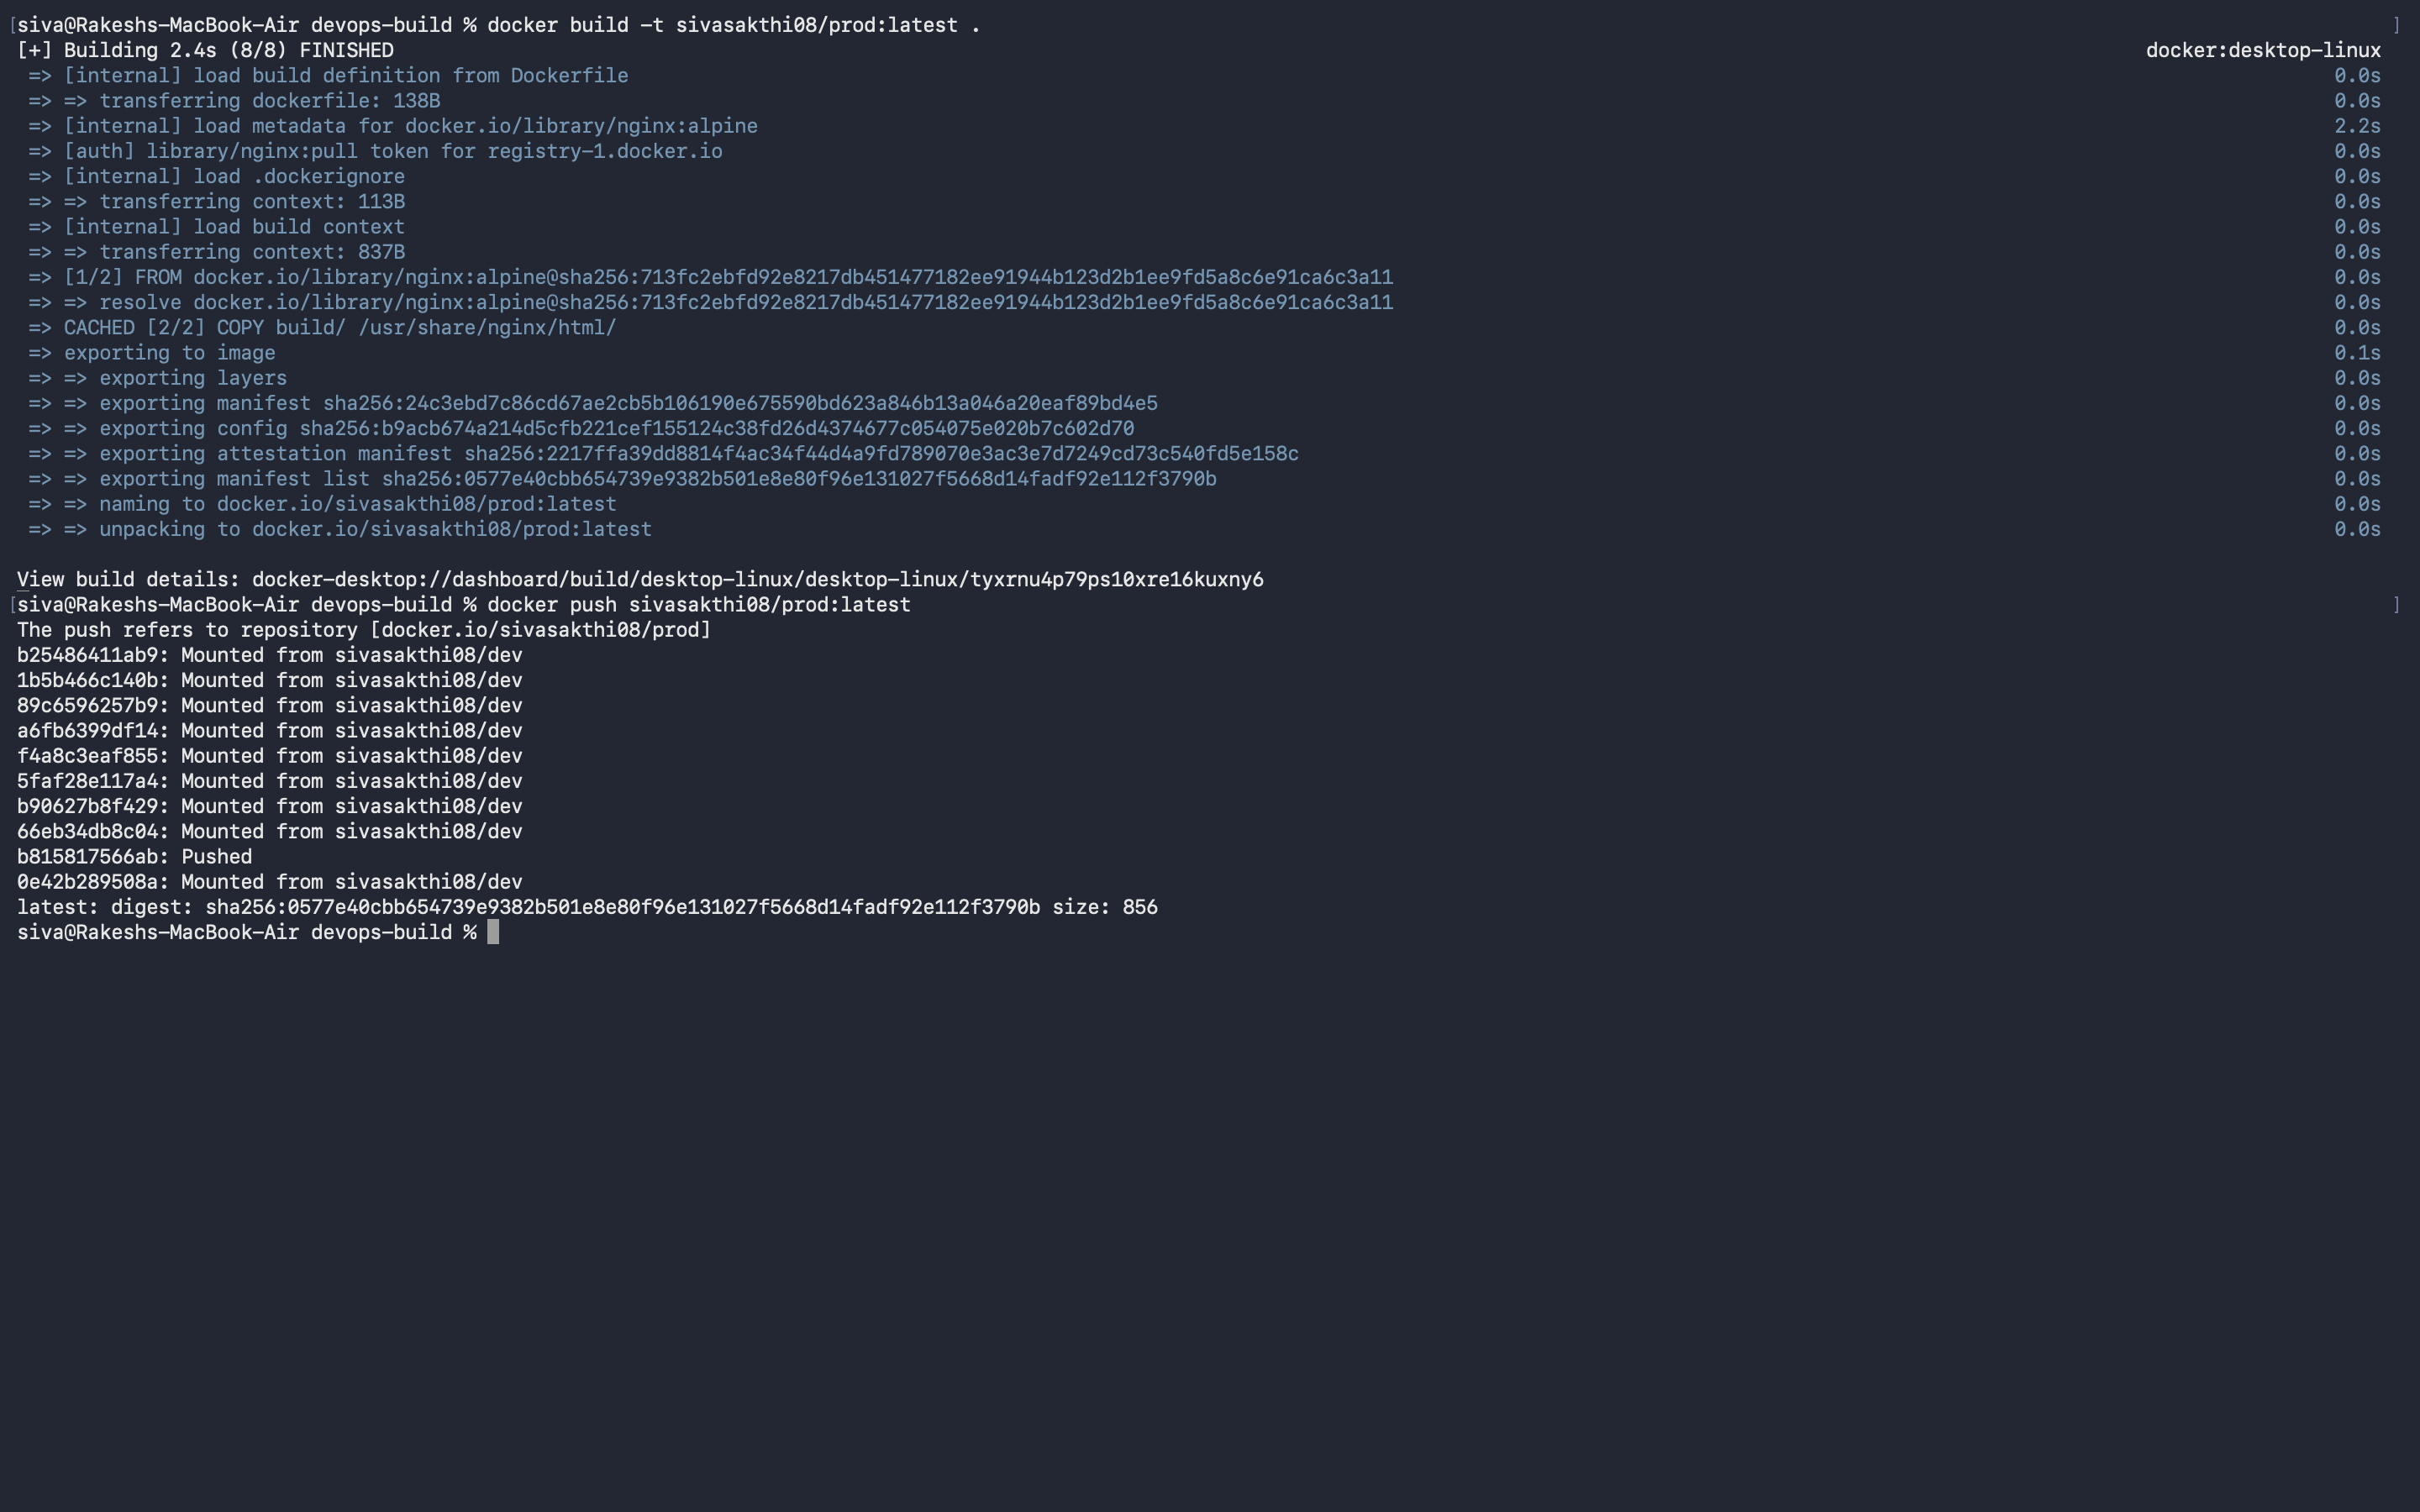 [siva@Rakeshs-MacBook-Air devops-build % docker build -t sivasakthi08/prod:latest . ]
[+] Building 2.4s (8/8) FINISHED docker:desktop-linux
=> [internal] load build definition from Dockerfile 0.0s
=> => transferring dockerfile: 138B 0.0s
=> [internal] load metadata for docker.io/library/nginx:alpine 2.2s
=> [auth] library/nginx:pull token for registry-1.docker.io 0.0s
=> [internal] load .dockerignore 0.0s
=> => transferring context: 113B 0.0s
=> [internal] load build context 0.0s
=> => transferring context: 837B 0.0s
=> [1/2] FROM docker.io/library/nginx:alpine@sha256:713fc2ebfd92e8217db451477182ee91944b123d2b1ee9fd5a8c6e91ca6c3a11 0.0s
=> => resolve docker.io/library/nginx:alpine@sha256:713fc2ebfd92e8217db451477182ee91944b123d2b1ee9fd5a8c6e91ca6c3a11 0.0s
=> CACHED [2/2] COPY build/ /usr/share/nginx/html/ 0.0s
=> exporting to image 0.1s
=> => exporting layers 0.0s
=> => exporting manifest sha256:24c3ebd7c86cd67ae2cb5b106190e675590bd623a846b13a046a20eaf89bd4e5 0.0s
=> => exporting config sha256:b9acb674a214d5cfb221cef155124c38fd26d4374677c054075e020b7c602d70 0.0s
=> => exporting attestation manifest sha256:2217ffa39dd8814f4ac34f44d4a9fd789070e3ac3e7d7249cd73c540fd5e158c 0.0s
=> => exporting manifest list sha256:0577e40cbb654739e9382b501e8e80f96e131027f5668d14fadf92e112f3790b 0.0s
=> => naming to docker.io/sivasakthi08/prod:latest 0.0s
=> => unpacking to docker.io/sivasakthi08/prod:latest 0.0s
View build details: docker-desktop://dashboard/build/desktop-linux/desktop-linux/tyxrnu4p79ps10xre16kuxny6
[siva@Rakeshs-MacBook-Air devops-build % docker push sivasakthi08/prod:latest ]
The push refers to repository [docker.io/sivasakthi08/prod]
b25486411ab9: Mounted from sivasakthi08/dev
1b5b466c140b: Mounted from sivasakthi08/dev
89c6596257b9: Mounted from sivasakthi08/dev
a6fb6399df14: Mounted from sivasakthi08/dev
f4a8c3eaf855: Mounted from sivasakthi08/dev
5faf28e117a4: Mounted from sivasakthi08/dev
b90627b8f429: Mounted from sivasakthi08/dev
66eb34db8c04: Mounted from sivasakthi08/dev
b815817566ab: Pushed
0e42b289508a: Mounted from sivasakthi08/dev
latest: digest: sha256:0577e40cbb654739e9382b501e8e80f96e131027f5668d14fadf92e112f3790b size: 856
siva@Rakeshs-MacBook-Air devops-build %